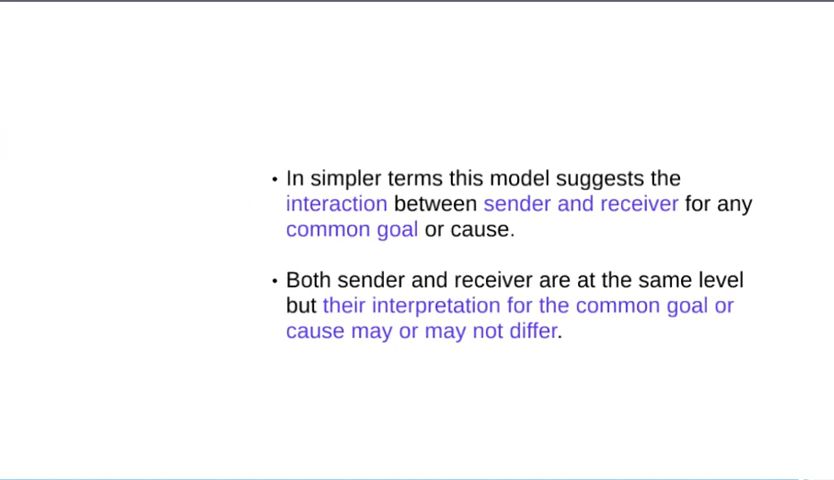 • In simpler terms this model suggests the
interaction between sender and receiver for any
common goal or cause.
• Both sender and receiver are at the same level
but their interpretation for the common goal or
cause may or may not differ.